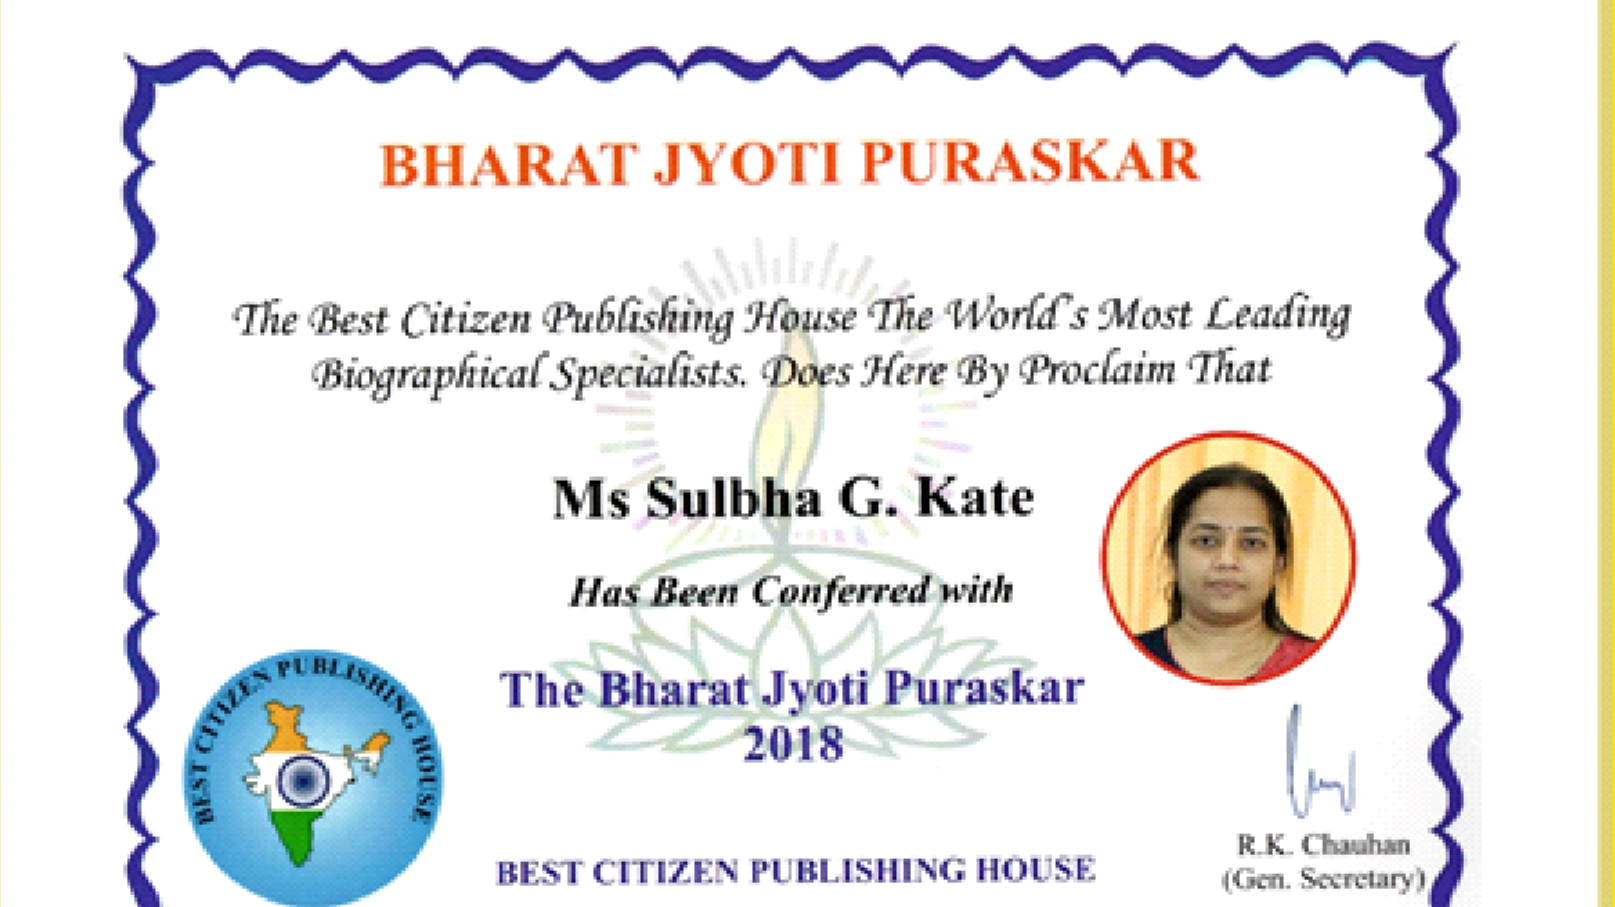 BHARAT JYOTI PURASKAR
The Best Citizen Publishing House The World's Most Leading
Biographical Specialists. Does Here By Proclaim That
Ms Sulbha G. Kate
Has Been Conferred with
The Bharat Jyoti Puraskar
2018
BEST CITIZEN PUBLISHING HOUSE
BEST CITIZEN PUBLISHING HOUSE
R.K. Chauhan
(Gen. Secretary)